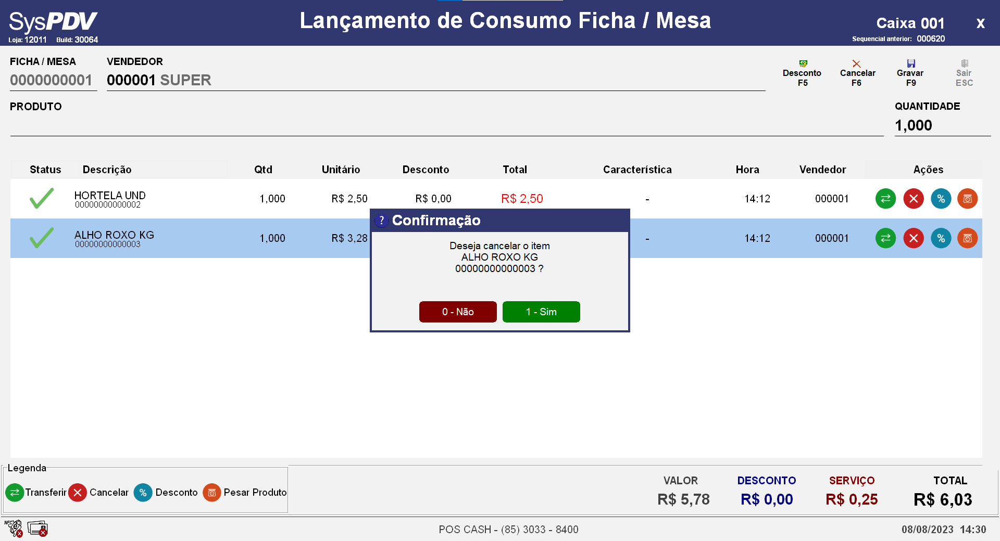 SysPDV
Loja: 12011 Build: 30064
Lançamento de Consumo Ficha / Mesa
Caixa 001
X
Sequencial anterior: 000620
FICHA / MESA
0000000001
VENDEDOR
000001 SUPER
Desconto
F5
Cancelar
F6
Gravar
F9
Sair
ESC
PRODUTO
QUANTIDADE
1,000
Status Descrição Qtd Unitário Desconto Total Característica Hora Vendedor Ações
HORTELA UND 1,000 R$ 2,50 R$ 0,00 R$ 2,50 - 14:12 000001 %
00000000000002
ALHO ROXO KG 1,000 R$ 3,28 - 14:12 000001 %
00000000000003
? Confirmação
Deseja cancelar o item
ALHO ROXO KG
00000000000003 ?
0 - Não 1 - Sim
Legenda
Transferir Cancelar % Desconto Pesar Produto
VALOR DESCONTO SERVIÇO TOTAL
R$ 5,78 R$ 0,00 R$ 0,25 R$ 6,03
NFC
POS CASH - (85) 3033 - 8400
08/08/2023 14:30